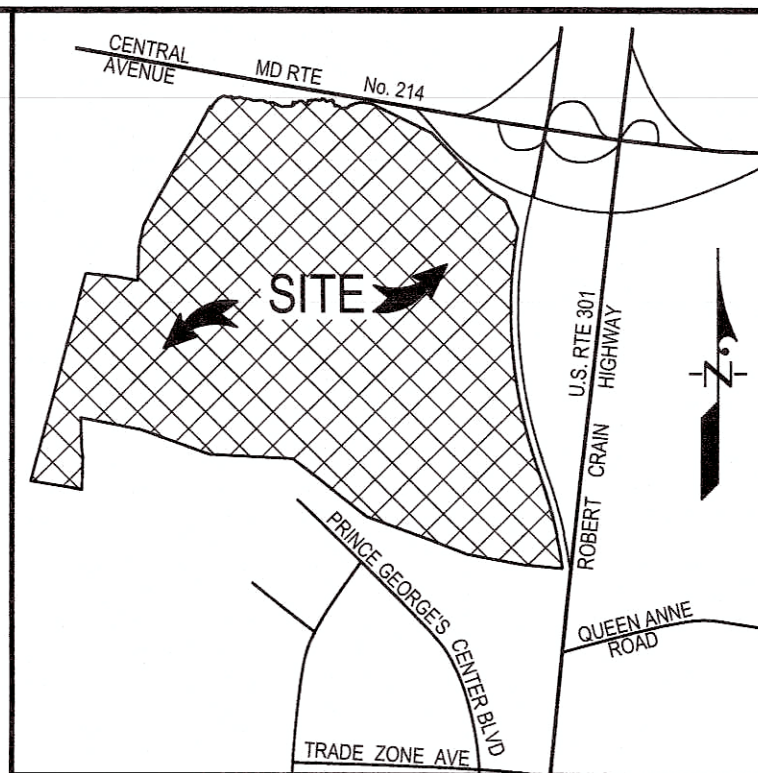 CENTRAL
AVENUE
MD RTE
No. 214
SITE
U.S. RTE 301
ROBERT CRAIN HIGHWAY
N
PRINCE GEORGE'S CENTER BLVD
QUEEN ANNE
ROAD
TRADE ZONE AVE